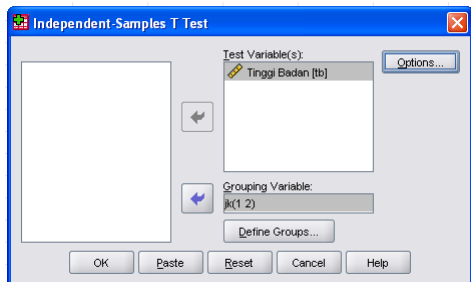 Independent-Samples T Test
Test Variable(s):
Tinggi Badan [tb]
Options...
Grouping Variable:
jk(1 2)
Define Groups...
OK
Paste
Reset
Cancel
Help